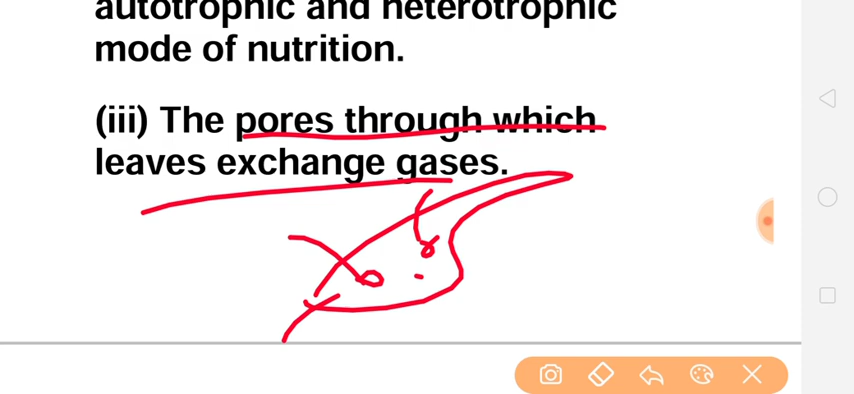 autotrophic and heterotrophic
mode of nutrition.
(iii) The pores through which
leaves exchange gases.